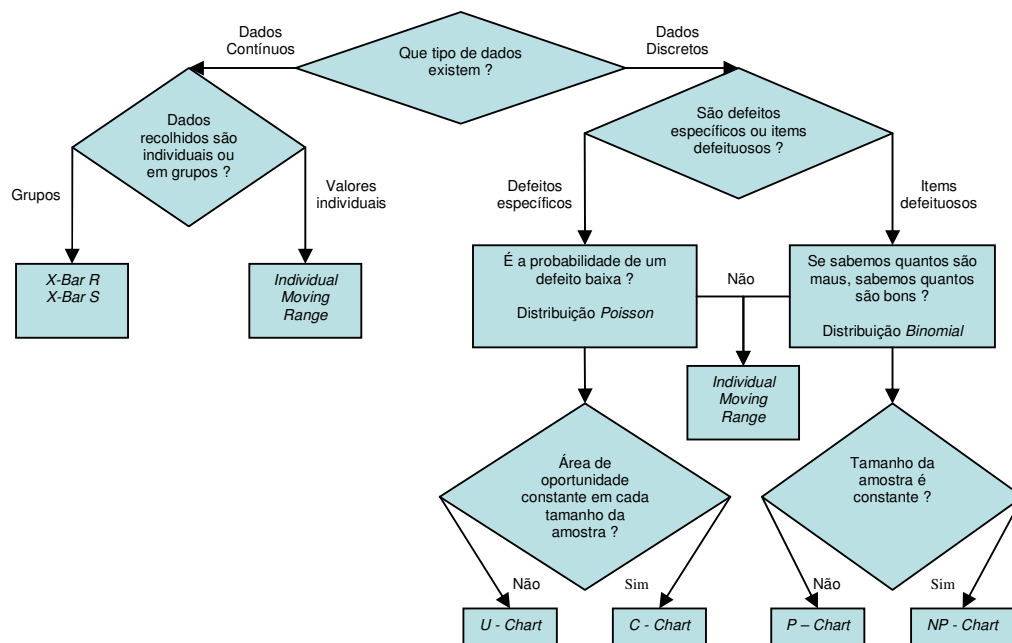 Dados
Contínuos
Que tipo de dados
existem ?
Dados
Discretos
Dados
recolhidos são
individuais ou
em grupos ?
São defeitos
específicos ou items
defeituosos ?
Grupos
Valores
individuais
Defeitos
específicos
Items
defeituosos
X-Bar R
X-Bar S
Individual
Moving
Range
É a probabilidade de um
defeito baixa ?
Distribuição Poisson
Não
Se sabemos quantos são
maus, sabemos quantos
são bons ?
Distribuição Binomial
Individual
Moving
Range
Área de
oportunidade
constante em cada
tamanho da
amostra ?
Tamanho da
amostra é
constante ?
Não
Sim
Não
Sim
U - Chart
C - Chart
P – Chart
NP - Chart